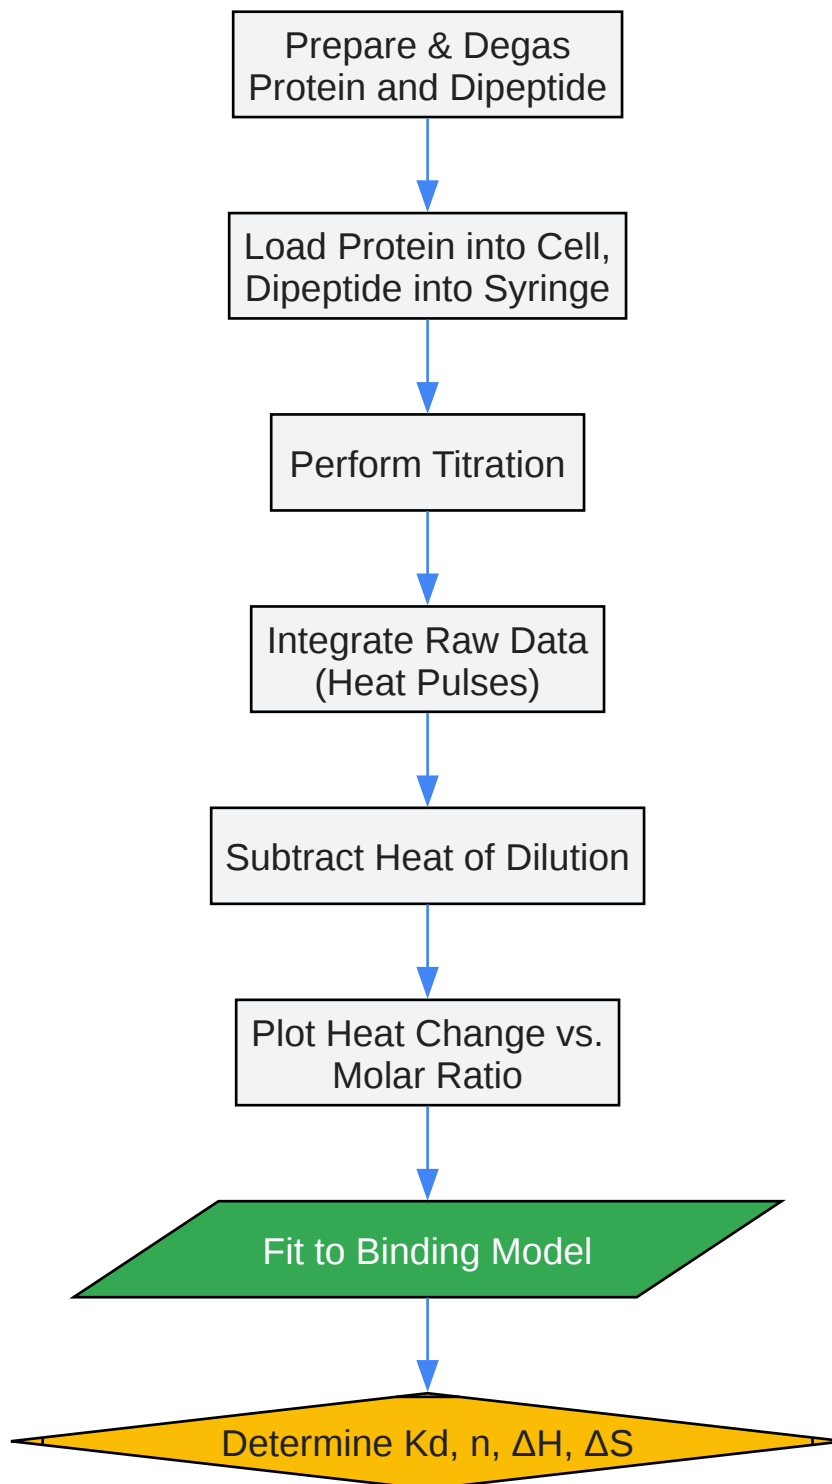 Prepare & Degas
Protein and Dipeptide
Load Protein into Cell,
Dipeptide into Syringe
Perform Titration
Integrate Raw Data
(Heat Pulses)
Subtract Heat of Dilution
Plot Heat Change vs.
Molar Ratio
Fit to Binding Model
Determine Kd, n, ΔH, ΔS